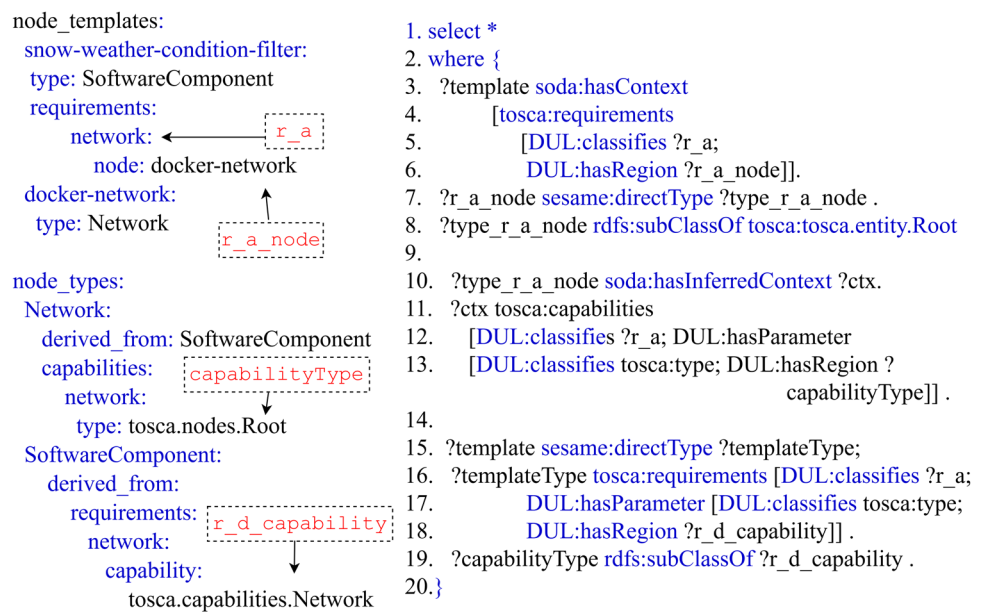 node_templates:
snow-weather-condition-filter:
type: SoftwareComponent
requirements:
network:
r_a
node: docker-network
docker-network:
type: Network
r_a_node
node_types:
Network:
derived_from: SoftwareComponent
capabilities:
capabilityType
network:
type: tosca.nodes.Root
SoftwareComponent:
derived_from:
requirements:
r_d_capability
network:
capability:
tosca.capabilities.Network
1. select *
2. where {
3. ?template soda:hasContext
4. [tosca:requirements
5. [DUL:classifies ?r_a;
6. DUL:hasRegion ?r_a_node]].
7. ?r_a_node sesame:directType ?type_r_a_node .
8. ?type_r_a_node rdfs:subClassOf tosca:tosca.entity.Root
9.
10. ?type_r_a_node soda:hasInferredContext ?ctx.
11. ?ctx tosca:capabilities
12. [DUL:classifies ?r_a; DUL:hasParameter
13. [DUL:classifies tosca:type; DUL:hasRegion ?
capabilityType]] .
14.
15. ?template sesame:directType ?templateType;
16. ?templateType tosca:requirements [DUL:classifies ?r_a;
17. DUL:hasParameter [DUL:classifies tosca:type;
18. DUL:hasRegion ?r_d_capability]] .
19. ?capabilityType rdfs:subClassOf ?r_d_capability .
20.}